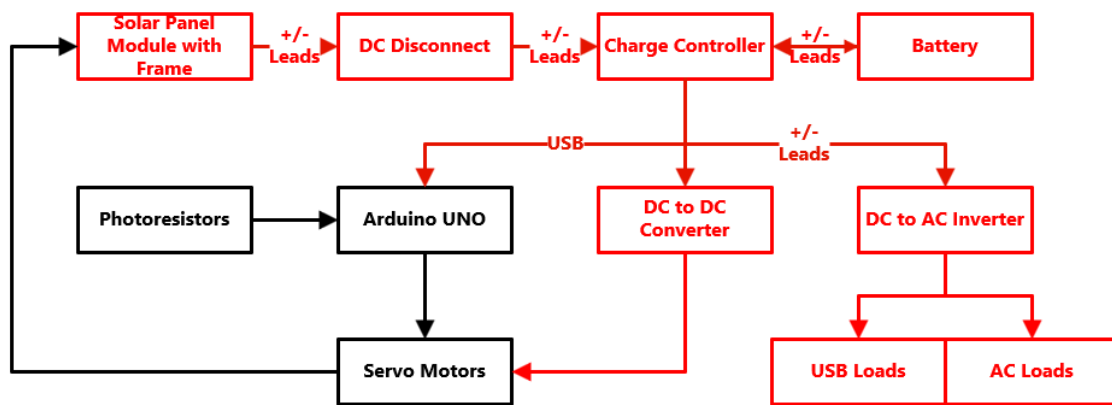 Solar Panel
Module with
Frame
+/-
Leads
DC Disconnect
+/-
Leads
Charge Controller
+/-
Leads
Battery
USB
+/-
Leads
Photoresistors
Arduino UNO
DC to DC
Converter
DC to AC Inverter
Servo Motors
USB Loads
AC Loads